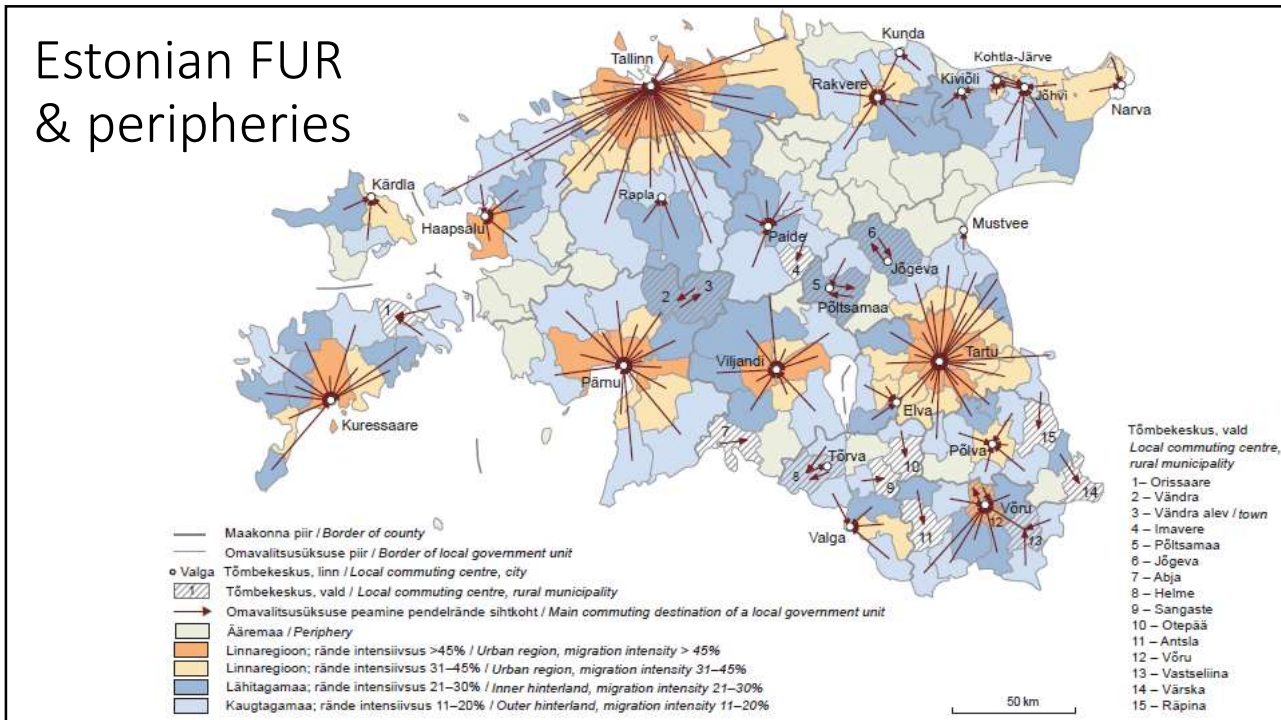 Estonian FUR
& peripheries
Tallinn
Kunda
Kohtla-Järve
Rakvere
Kiviõli
Jõhvi
Narva
Kärdla
Haapsalu
Rapla
Paide
Mustvee
6
Jõgeva
4
5
Põltsamaa
2
3
1
Kuressaare
Pärnu
Viljandi
Tartu
Elva
7
Tõrva
8
9
10
Põlva
15
14
Valga
11
Võru
12
13
Maakonna piir / Border of county
Omavalitsusüksuse piir / Border of local government unit
Valga Tõmbekeskus, linn / Local commuting centre, city
1 Tõmbekeskus, vald / Local commuting centre, rural municipality
Omavalitsusüksuse peamine pendelrände sihtkoht / Main commuting destination of a local government unit
Ääremaa / Periphery
Linnaregioon; rände intensiivsus >45% / Urban region, migration intensity > 45%
Linnaregioon; rände intensiivsus 31–45% / Urban region, migration intensity 31–45%
Lähitagamaa; rände intensiivsus 21–30% / Inner hinterland, migration intensity 21–30%
Kaugtagamaa; rände intensiivsus 11–20% / Outer hinterland, migration intensity 11–20%
50 km
Tõmbekeskus, vald
Local commuting centre,
rural municipality
1– Orissaare
2 – Vändra
3 – Vändra alev / town
4 – Imavere
5 – Põltsamaa
6 – Jõgeva
7 – Abja
8 – Helme
9 – Sangaste
10 – Otepää
11 – Antsla
12 – Võru
13 – Vastseliina
14 – Värska
15 – Räpina